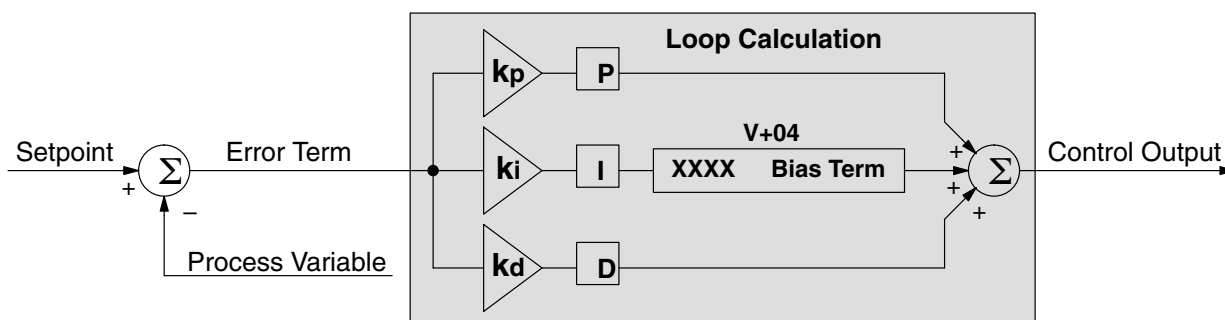 Loop Calculation
kp P
V+04
Setpoint + Σ Error Term ki I XXXX Bias Term + + + Σ Control Output
−
Process Variable
kd D